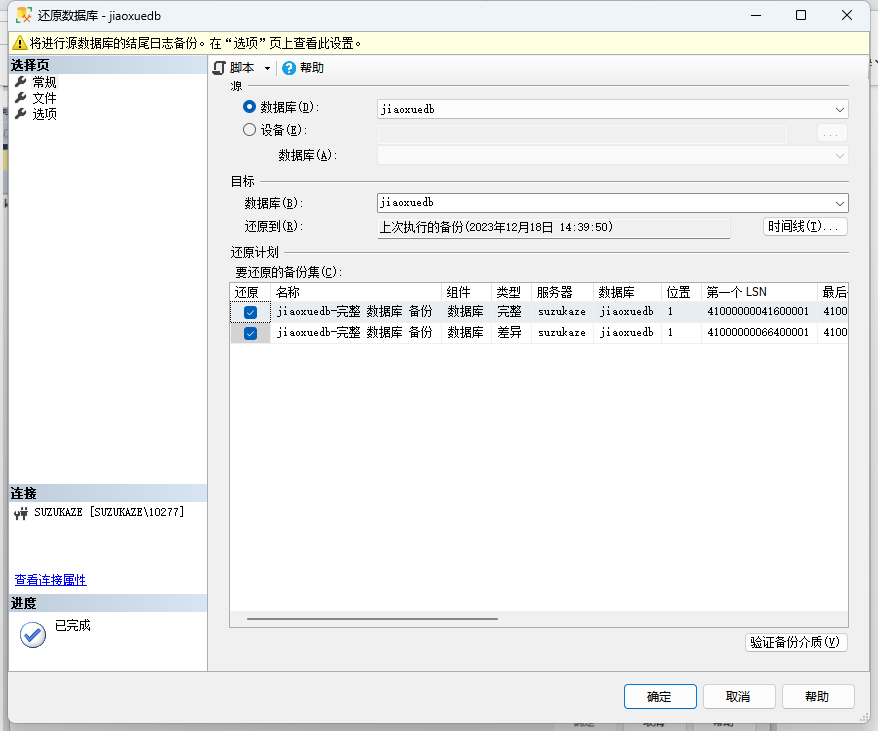 还原数据库 - jiaoxuedb
将进行源数据库的结尾日志备份。在“选项”页上查看此设置。
选择页
常规
文件
选项
脚本 帮助
源
数据库(D): jiaoxuedb
设备(E): ...
数据库(A):
目标
数据库(B): jiaoxuedb
还原到(R): 上次执行的备份(2023年12月18日 14:39:50) 时间线(T)...
还原计划
要还原的备份集(C):
还原 名称 组件 类型 服务器 数据库 位置 第一个 LSN 最后
jiaoxuedb-完整 数据库 备份 数据库 完整 suzukaze jiaoxuedb 1 41000000041600001 4100
jiaoxuedb-完整 数据库 备份 数据库 差异 suzukaze jiaoxuedb 1 41000000066400001 4100
连接
SUZUKAZE [SUZUKAZE\10277]
查看连接属性
进度
已完成
验证备份介质(V)
确定 取消 帮助